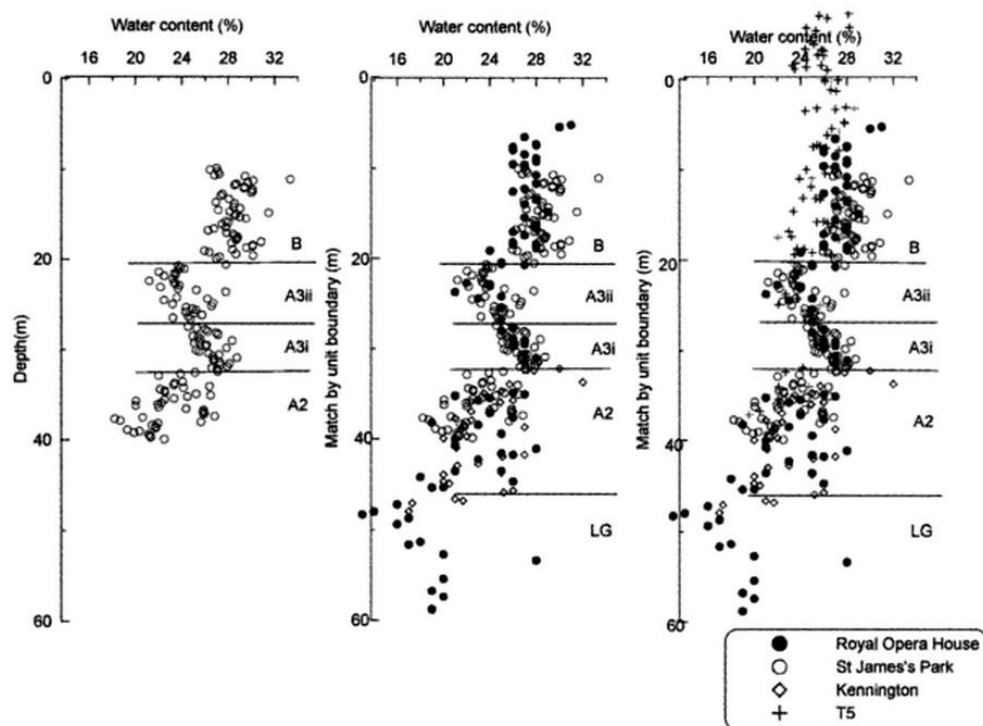 Water content (%)
16 20 24 28 32
0
20
40
60
Depth(m)
B
A3ii
A3i
A2
Water content (%)
16 20 24 28 32
0
20
40
60
Match by unit boundary (m)
B
A3ii
A3i
A2
LG
Water content (%)
16 20 24 28 32
0
20
40
60
Match by unit boundary (m)
B
A3ii
A3i
A2
LG
Royal Opera House
St James's Park
Kennington
T5